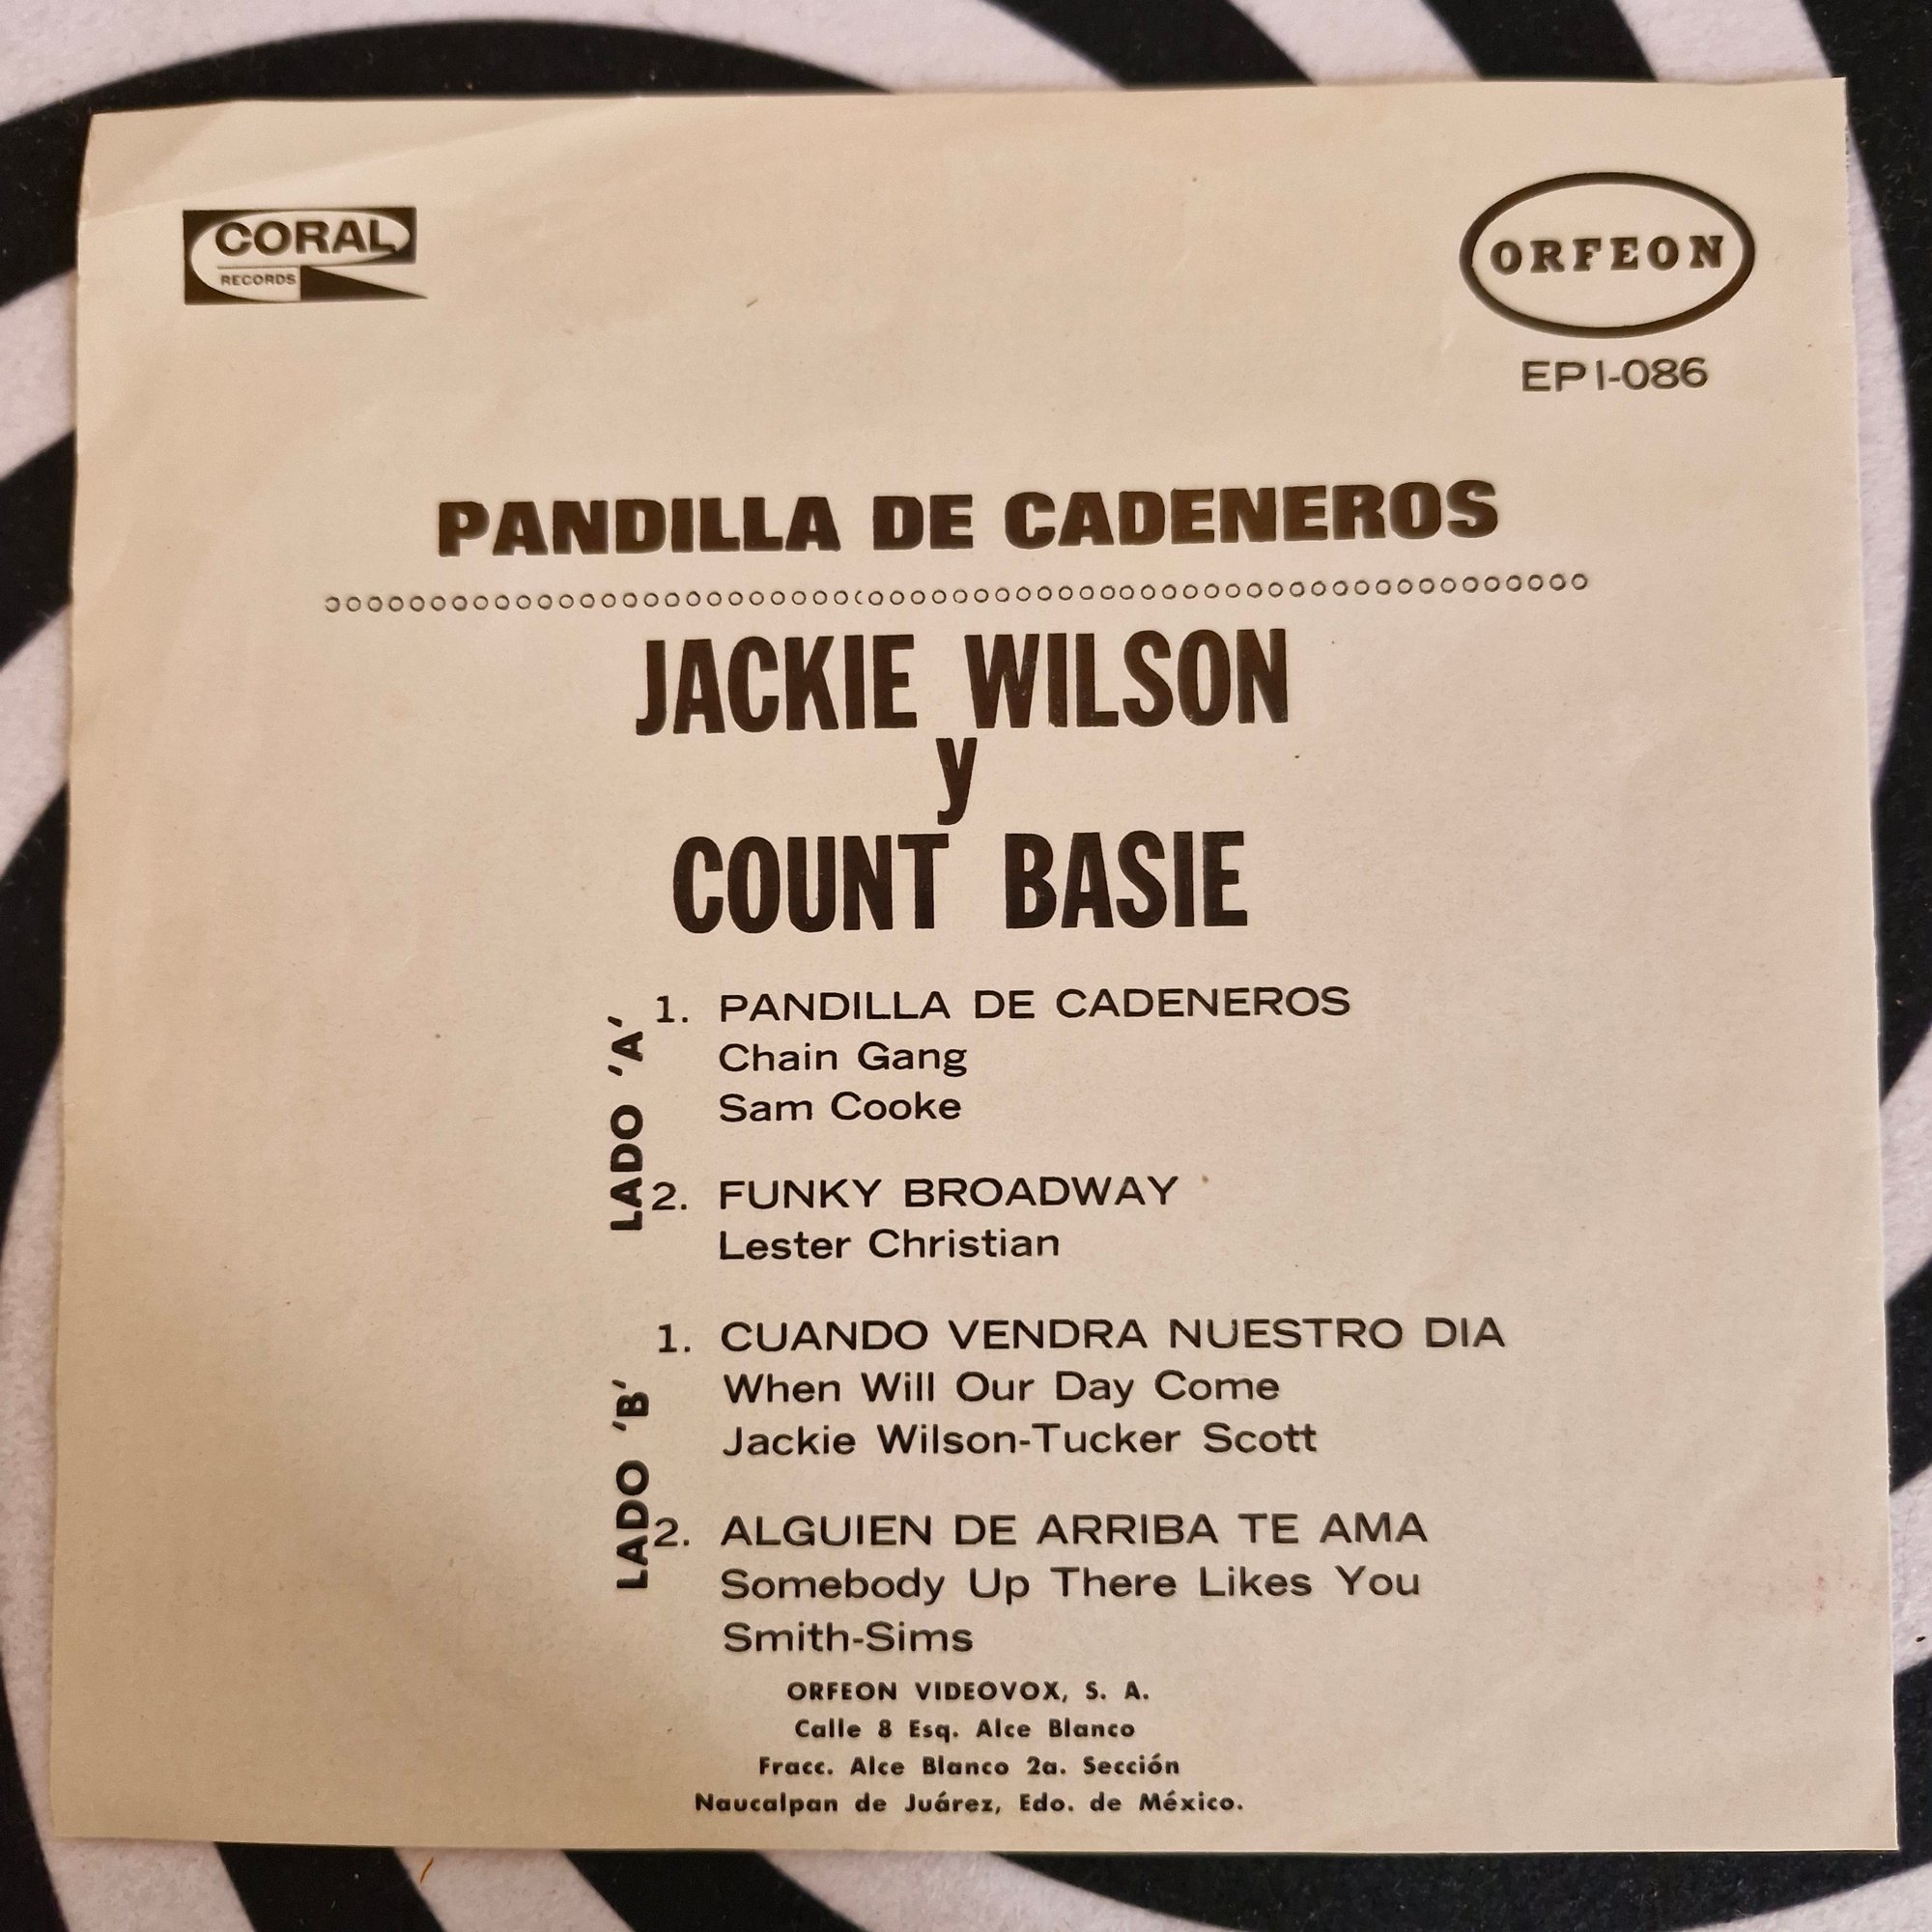 CORAL
RECORDS
ORFEON
EP I-086
PANDILLA DE CADENEROS
JACKIE WILSON
y
COUNT BASIE
LADO 'A'
1. PANDILLA DE CADENEROS
Chain Gang
Sam Cooke
2. FUNKY BROADWAY
Lester Christian
LADO 'B'
1. CUANDO VENDRA NUESTRO DIA
When Will Our Day Come
Jackie Wilson-Tucker Scott
2. ALGUIEN DE ARRIBA TE AMA
Somebody Up There Likes You
Smith-Sims
ORFEON VIDEOVOX, S. A.
Calle 8 Esq. Alce Blanco
Fracc. Alce Blanco 2a. Sección
Naucalpan de Juárez, Edo. de México.